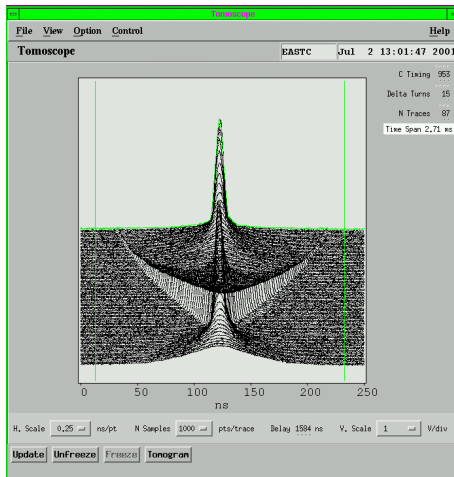 Tomoscope
File View Option Control Help
Tomoscope EASTC Jul 2 13:01:47 2001
C Timing 953
Delta Turns 15
N Traces 87
Time Span 2,71 ms
0 50 100 150 200 250
ns
H. Scale 0,25 ns/pt N Samples 1000 pts/trace Delay 1584 ns V. Scale 1 V/div
Update Unfreeze Freeze Tomogram